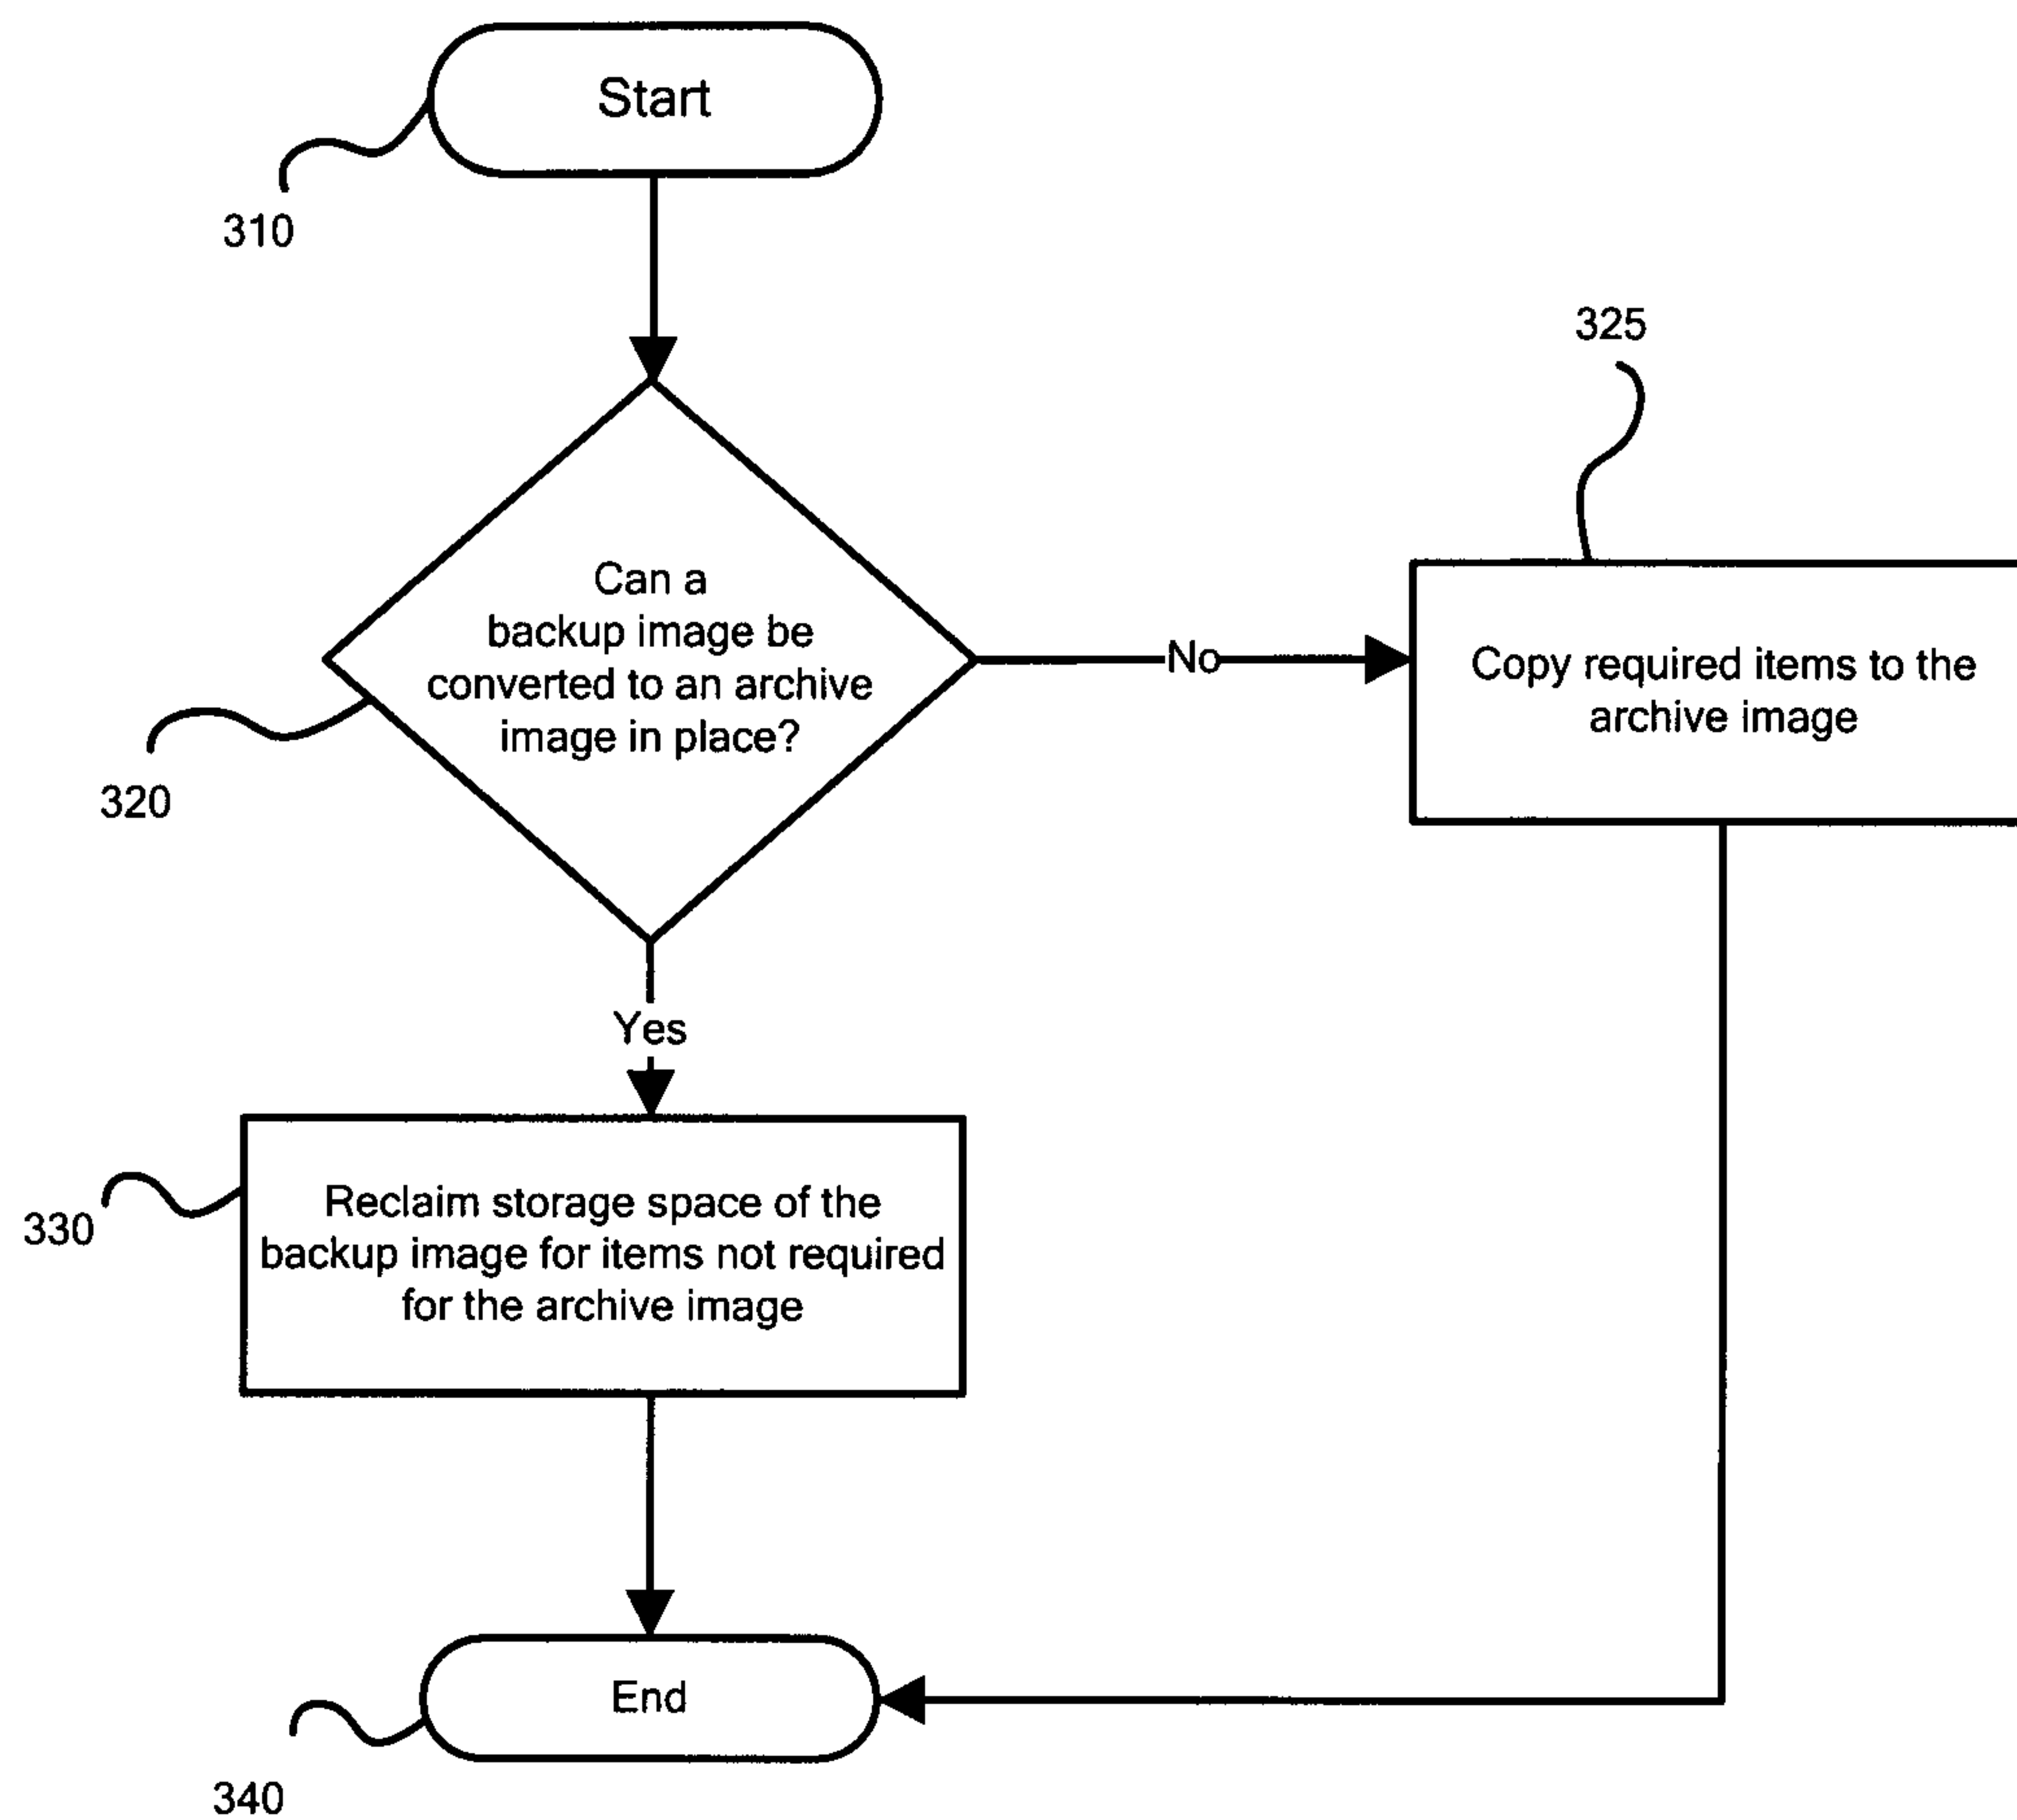 Start
310
325
Can a
backup image be
converted to an archive
image in place?
No
Copy required items to the
archive image
320
Yes
Reclaim storage space of the
backup image for items not required
for the archive image
330
End
340